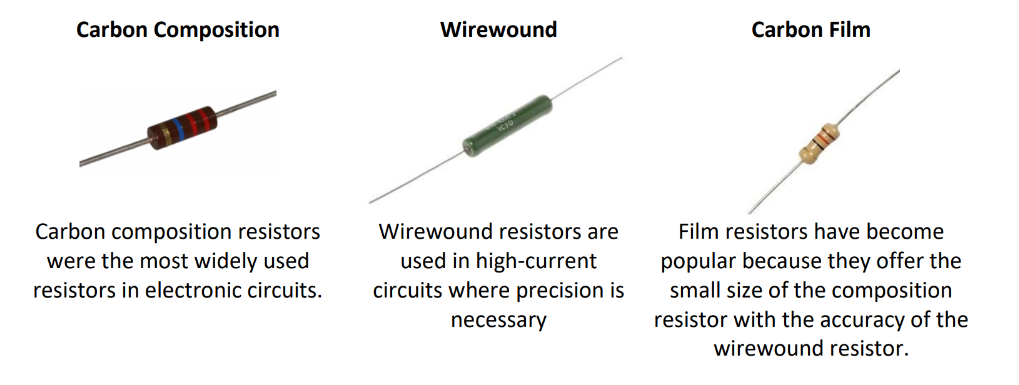 Carbon Composition
Wirewound
Carbon Film
Carbon composition resistors
were the most widely used
resistors in electronic circuits.
Wirewound resistors are
used in high-current
circuits where precision is
necessary
Film resistors have become
popular because they offer the
small size of the composition
resistor with the accuracy of the
wirewound resistor.